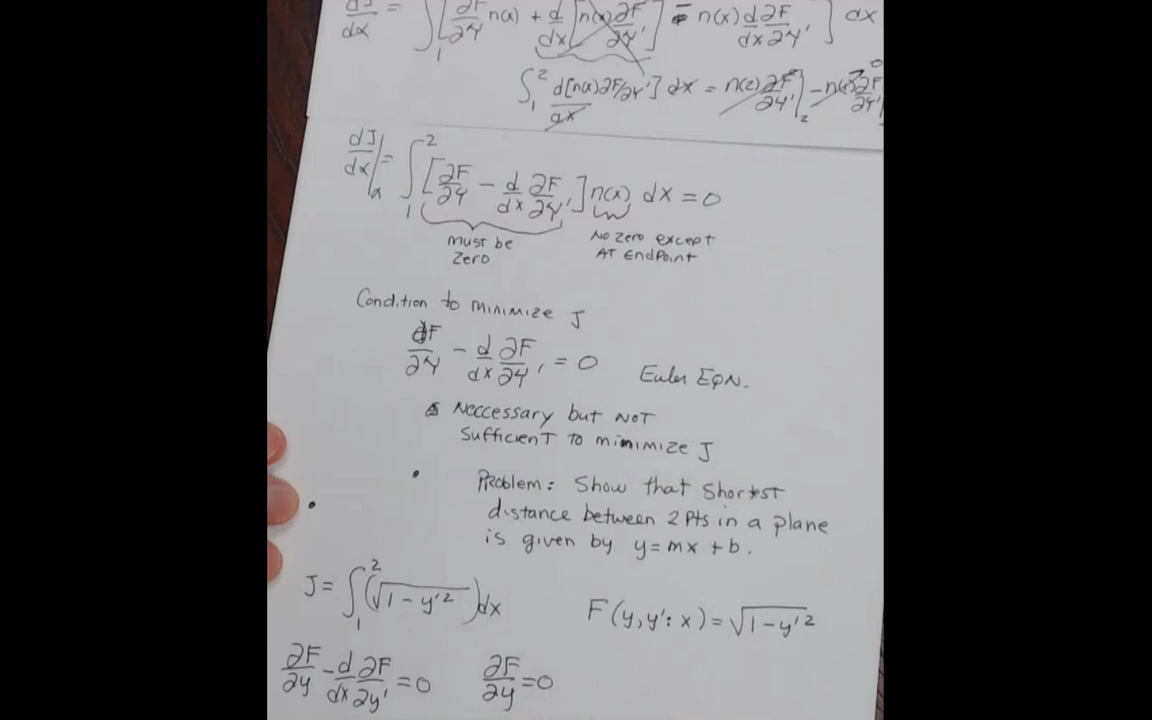 dJ/dx = ∫₁ [∂F/∂y n(x) + d/dx [n(x) ∂F/∂y'] - n(x) d/dx ∂F/∂y' ] dx
∫₁² d[n(x)∂F/∂y']/dx dx = n(2) ∂F/∂y'|₂ - n(1) ∂F/∂y'|
dJ/dx|α = ∫₁² [∂F/∂y - d/dx ∂F/∂y' ] n(x) dx = 0
Must be
Zero
No Zero except
AT EndPoint
Condition to minimize J
∂F/∂y - d/dx ∂F/∂y' = 0 Euler EQN.
Neccessary but NOT
SufficienT to minimize J
Problem: Show that Shortest
distance between 2 Pts in a plane
is given by y=mx+b.
J= ∫₁² (√1-y'²)dx F(y,y';x)=√1-y'²
∂F/∂y - d/dx ∂F/∂y' =0 ∂F/∂y=0